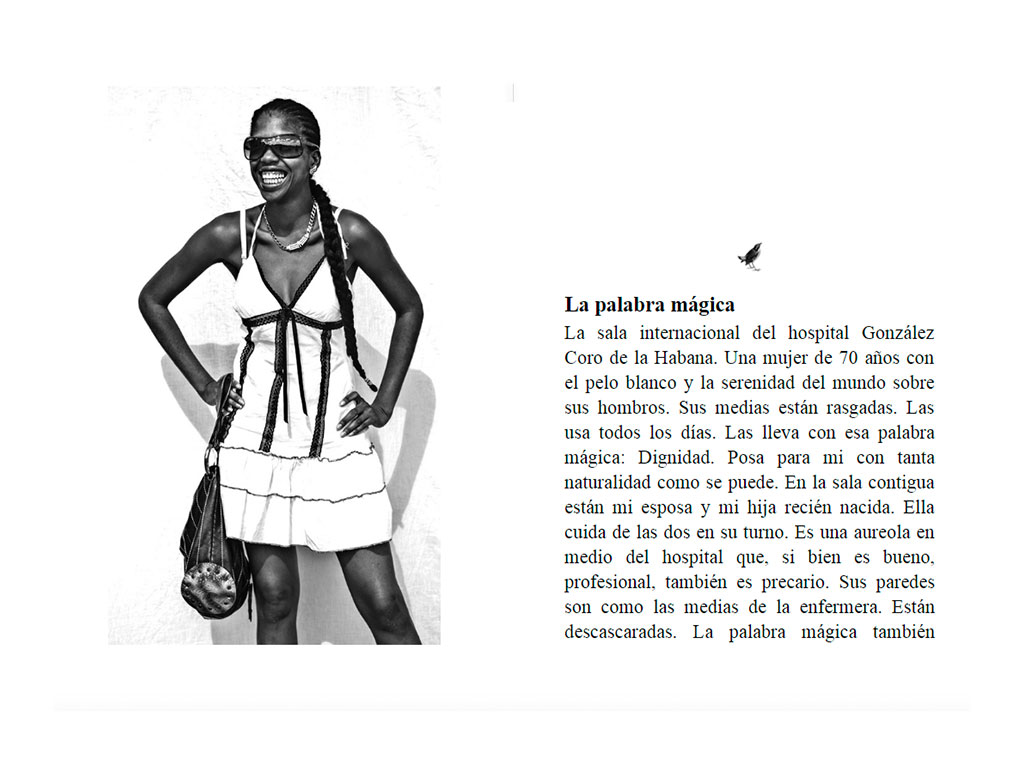 La palabra mágica
La sala internacional del hospital González
Coro de la Habana. Una mujer de 70 años con
el pelo blanco y la serenidad del mundo sobre
sus hombros. Sus medias están rasgadas. Las
usa todos los días. Las lleva con esa palabra
mágica: Dignidad. Posa para mi con tanta
naturalidad como se puede. En la sala contigua
están mi esposa y mi hija recién nacida. Ella
cuida de las dos en su turno. Es una aureola en
medio del hospital que, si bien es bueno,
profesional, también es precario. Sus paredes
son como las medias de la enfermera. Están
descascaradas. La palabra mágica también